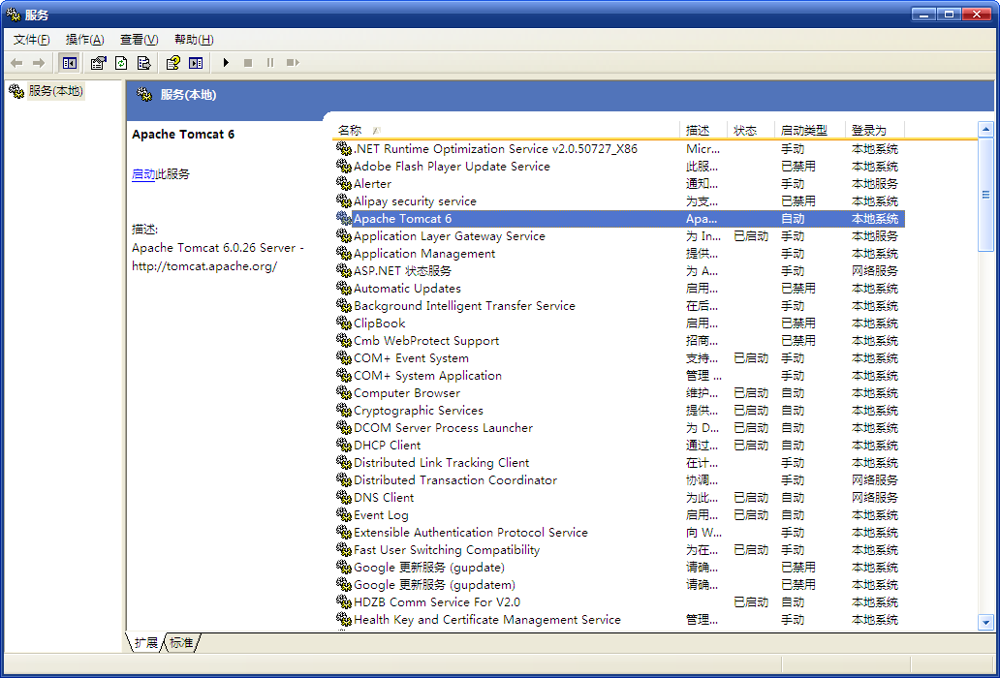 服务
文件(F) 操作(A) 查看(V) 帮助(H)
服务(本地)
服务(本地)
Apache Tomcat 6
启动此服务
描述:
Apache Tomcat 6.0.26 Server -
http://tomcat.apache.org/
名称 描述 状态 启动类型 登录为
.NET Runtime Optimization Service v2.0.50727_X86 Micr... 手动 本地系统
Adobe Flash Player Update Service 此服... 已禁用 本地系统
Alerter 通知... 手动 本地服务
Alipay security service 为支... 已禁用 本地系统
Apache Tomcat 6 Apa... 自动 本地系统
Application Layer Gateway Service 为 In... 已启动 手动 本地服务
Application Management 提供... 手动 本地系统
ASP.NET 状态服务 为 A... 手动 网络服务
Automatic Updates 启用... 已禁用 本地系统
Background Intelligent Transfer Service 在后... 手动 本地系统
ClipBook 启用... 已禁用 本地系统
Cmb WebProtect Support 招商... 已禁用 本地系统
COM+ Event System 支持... 已启动 手动 本地系统
COM+ System Application 管理 ... 手动 本地系统
Computer Browser 维护... 已启动 自动 本地系统
Cryptographic Services 提供... 已启动 自动 本地系统
DCOM Server Process Launcher 为 D... 已启动 自动 本地系统
DHCP Client 通过... 已启动 自动 本地系统
Distributed Link Tracking Client 在计... 手动 本地系统
Distributed Transaction Coordinator 协调... 手动 网络服务
DNS Client 为此... 已启动 自动 网络服务
Event Log 启用... 已启动 自动 本地系统
Extensible Authentication Protocol Service 向 W... 手动 本地系统
Fast User Switching Compatibility 为在... 已启动 手动 本地系统
Google 更新服务 (gupdate) 请确... 已禁用 本地系统
Google 更新服务 (gupdatem) 请确... 已禁用 本地系统
HDZB Comm Service For V2.0 已启动 自动 本地系统
Health Key and Certificate Management Service 管理... 手动 本地系统
扩展 标准